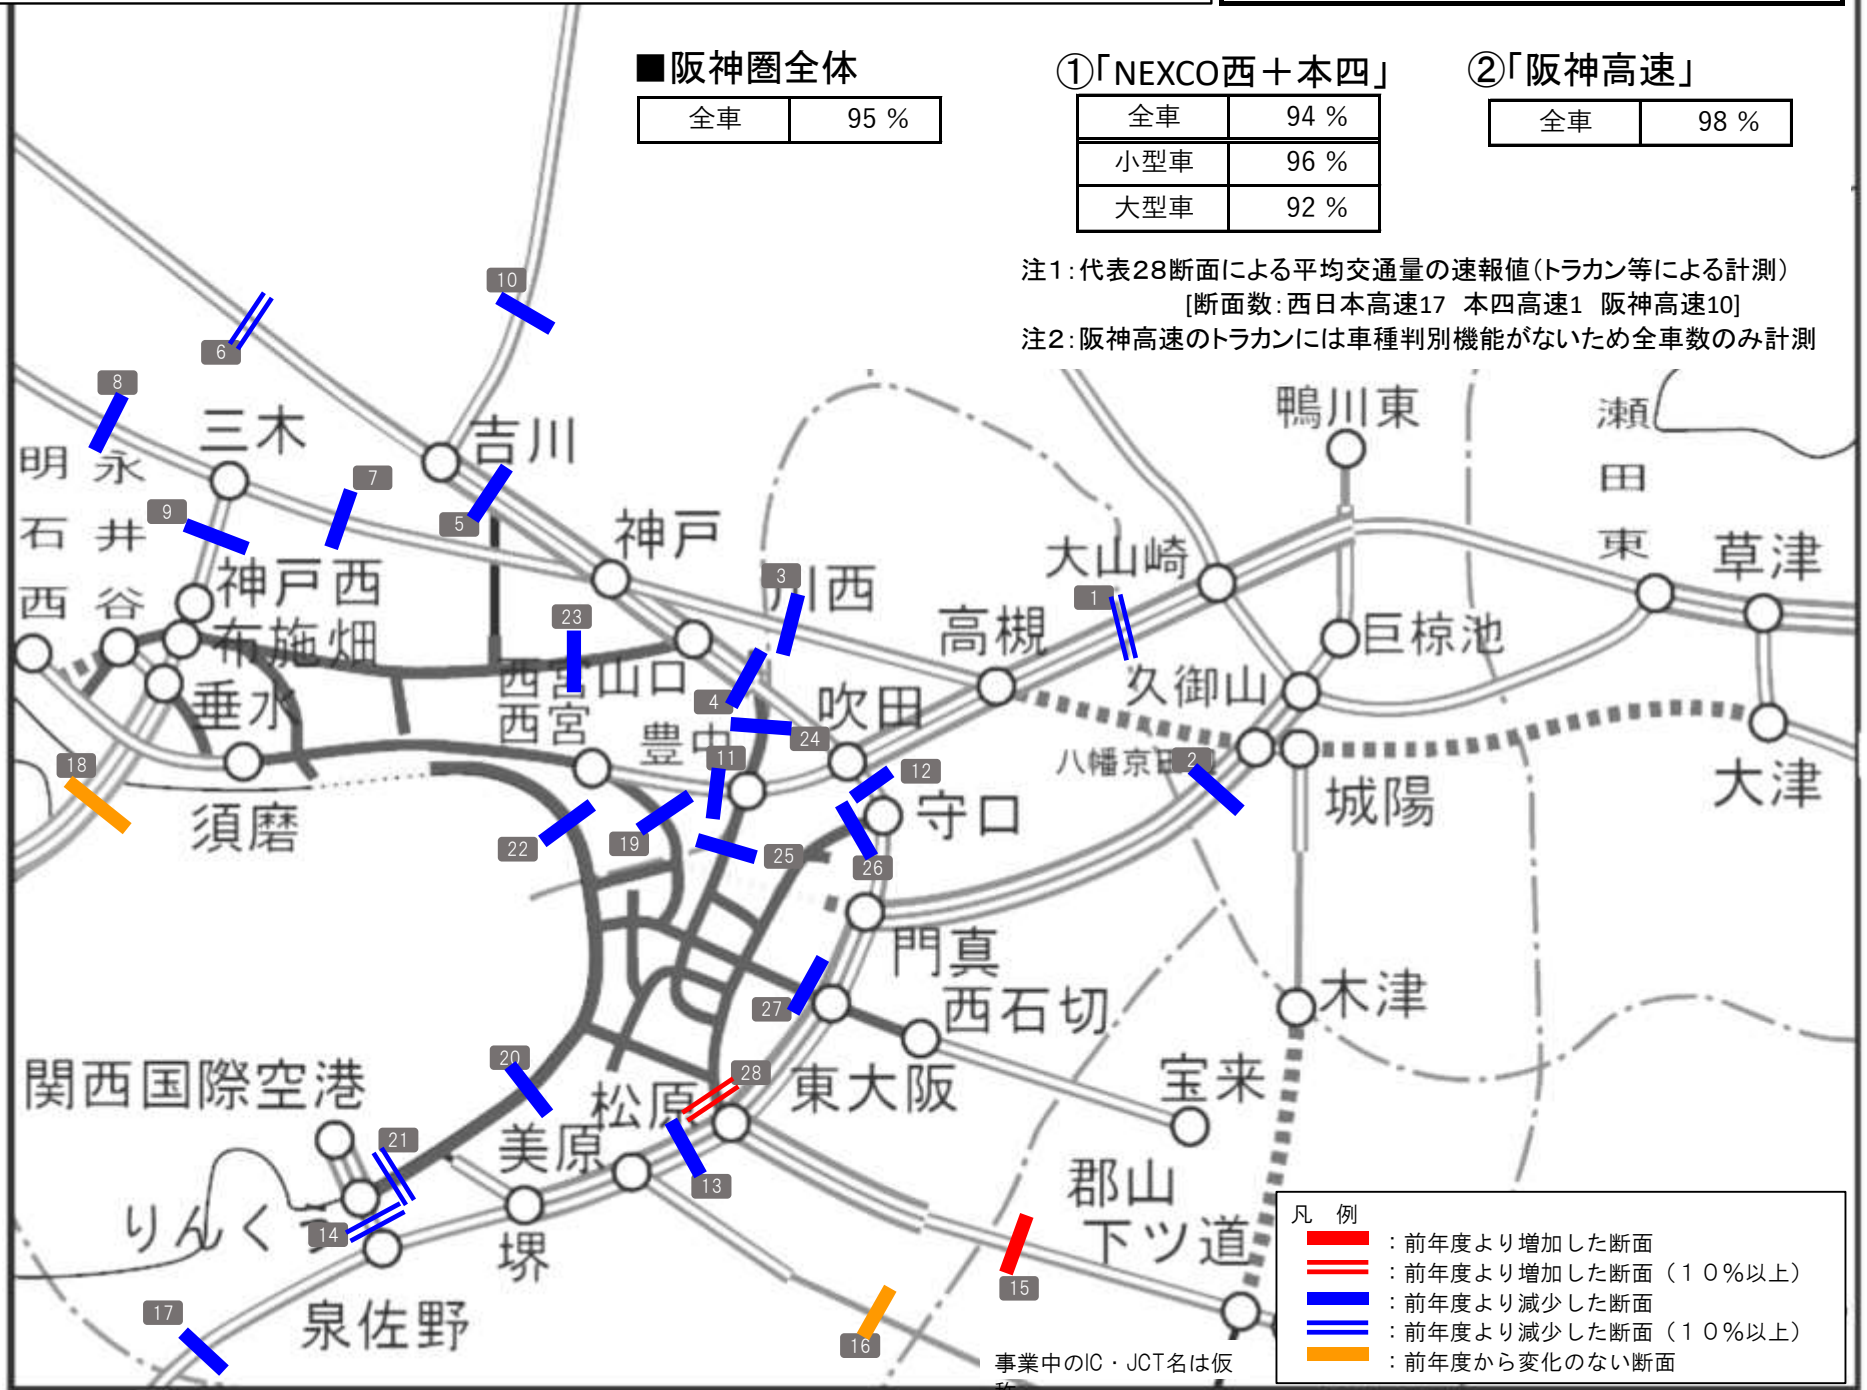 ■阪神圏全体
全車 95 %
①「NEXCO西＋本四」
全車 94 %
小型車 96 %
大型車 92 %
②「阪神高速」
全車 98 %
注1：代表28断面による平均交通量の速報値（トラカン等による計測）
[断面数：西日本高速17 本四高速1 阪神高速10]
注2：阪神高速のトラカンには車種判別機能がないため全車数のみ計測
10
6
8
三木
吉川
鴨川東
瀬田東
明石西
永井谷
7
9
5
神戸
大山崎
草津
神戸西
3
川西
1
高槻
23
布施畑
西宮山口
巨椋池
久御山
垂水
4
吹田
西宮
豊中
24
11
12
八幡京田
2
18
大津
城陽
須磨
守口
22
19
25
26
門真
27
西石切
木津
20
28
関西国際空港
松原
東大阪
宝来
21
美原
13
郡山
下ツ道
りんくう
14
堺
15
17
泉佐野
16
事業中のIC・JCT名は仮
称
凡 例
：前年度より増加した断面
：前年度より増加した断面（１０％以上）
：前年度より減少した断面
：前年度より減少した断面（１０％以上）
：前年度から変化のない断面